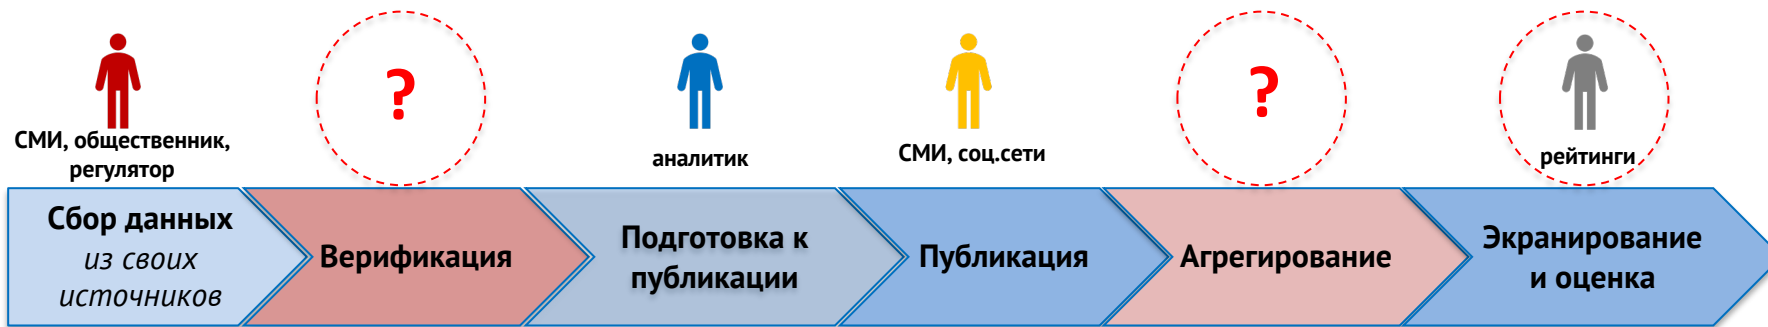 ?
?
СМИ, общественник,
регулятор
аналитик
СМИ, соц.сети
рейтинги
Сбор данных
из своих
источников
Верификация
Подготовка к
публикации
Публикация
Агрегирование
Экранирование
и оценка